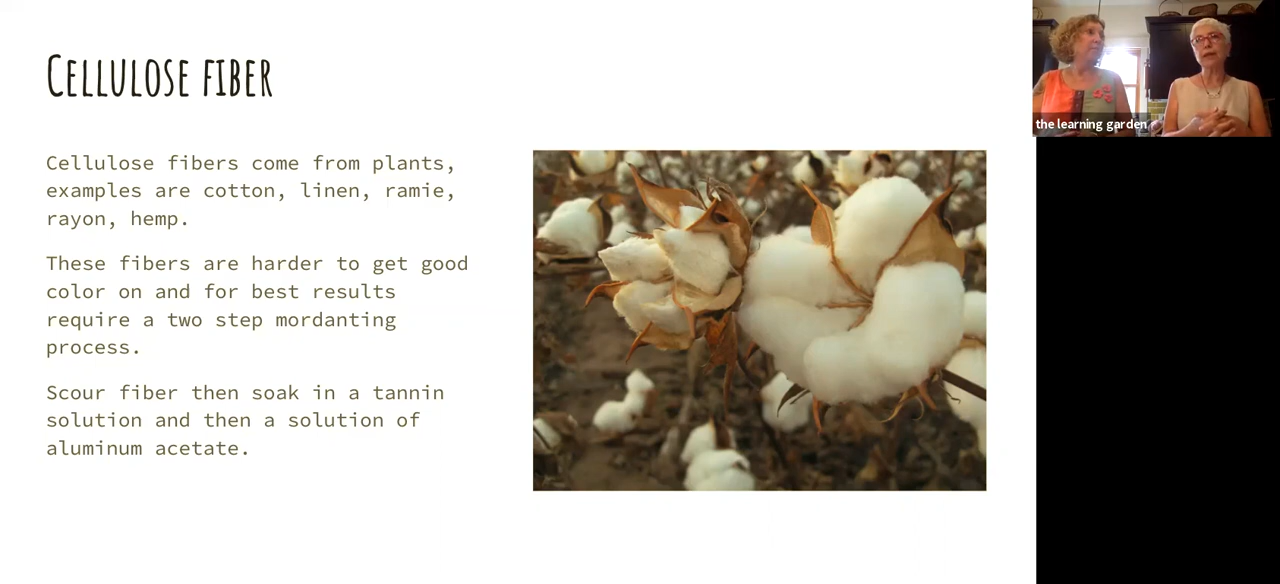 Cellulose fiber
Cellulose fibers come from plants,
examples are cotton, linen, ramie,
rayon, hemp.
These fibers are harder to get good
color on and for best results
require a two step mordanting
process.
Scour fiber then soak in a tannin
solution and then a solution of
aluminum acetate.
the learning garden